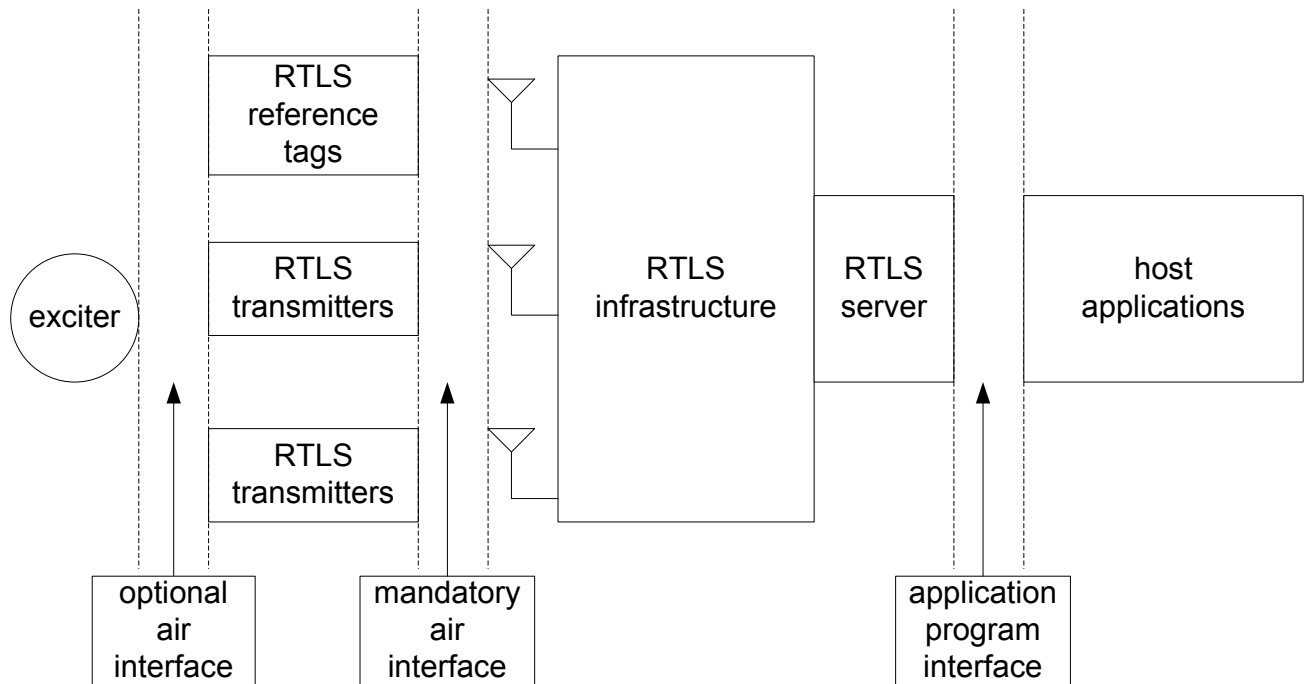 RTLS
reference
tags
exciter
RTLS
transmitters
RTLS
transmitters
RTLS
infrastructure
RTLS
server
host
applications
optional
air
interface
mandatory
air
interface
application
program
interface